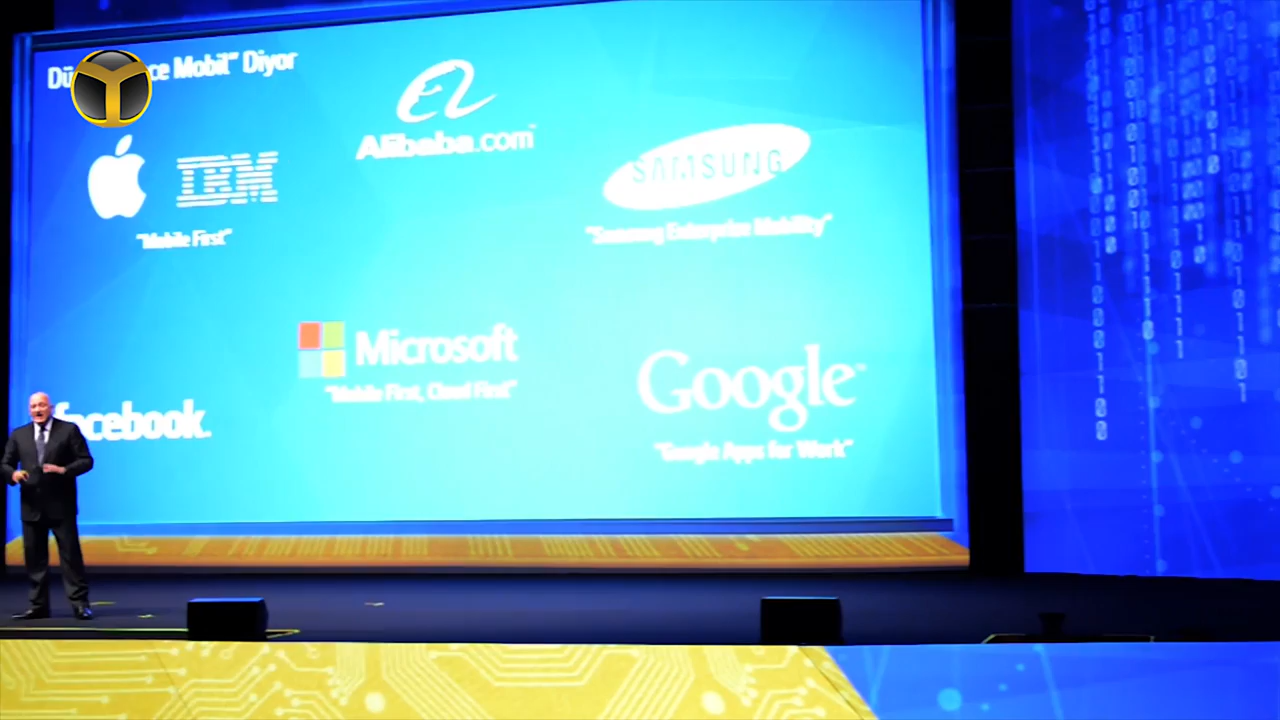 Mobil" Diyor
Alibaba.com
IBM
SAMSUNG
"Mobile First"
"Samsung Enterprise Mobility"
Microsoft
"Mobile First, Cloud First"
Google
"Google Apps for Work"
facebook.